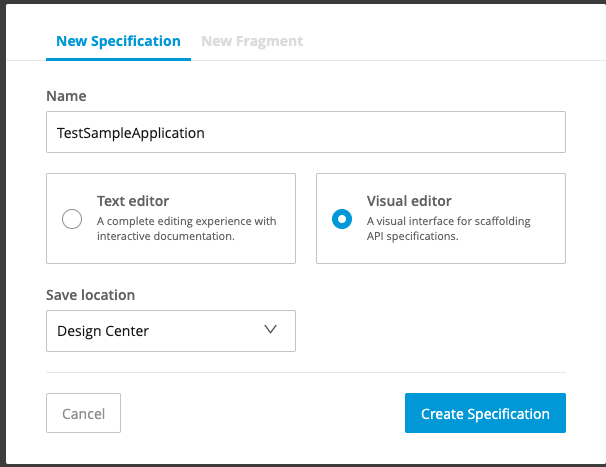 New Specification New Fragment
Name
TestSampleApplication
Text editor
A complete editing experience with
interactive documentation.
Visual editor
A visual interface for scaffolding
API specifications.
Save location
Design Center
Cancel Create Specification